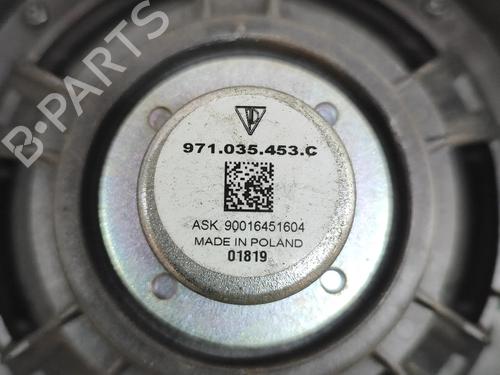 B-PARTS
971.035.453.C
ASK 90016451604
MADE IN POLAND
01819